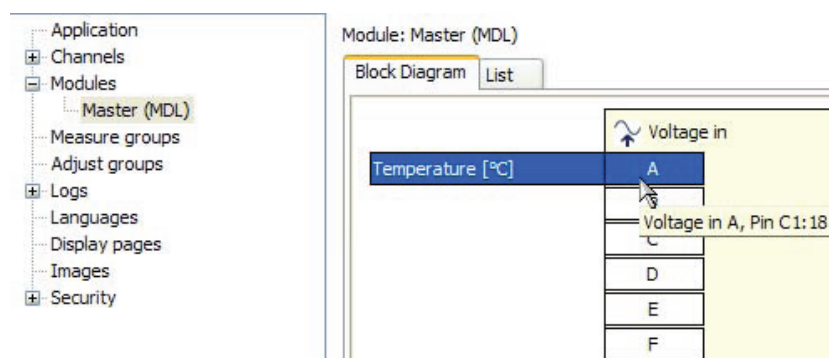 Application
Channels
Modules
Master (MDL)
Measure groups
Adjust groups
Logs
Languages
Display pages
Images
Security
Module: Master (MDL)
Block Diagram
List
Voltage in
Temperature [°C]
A
B
Voltage in A, Pin C1:18
C
D
E
F